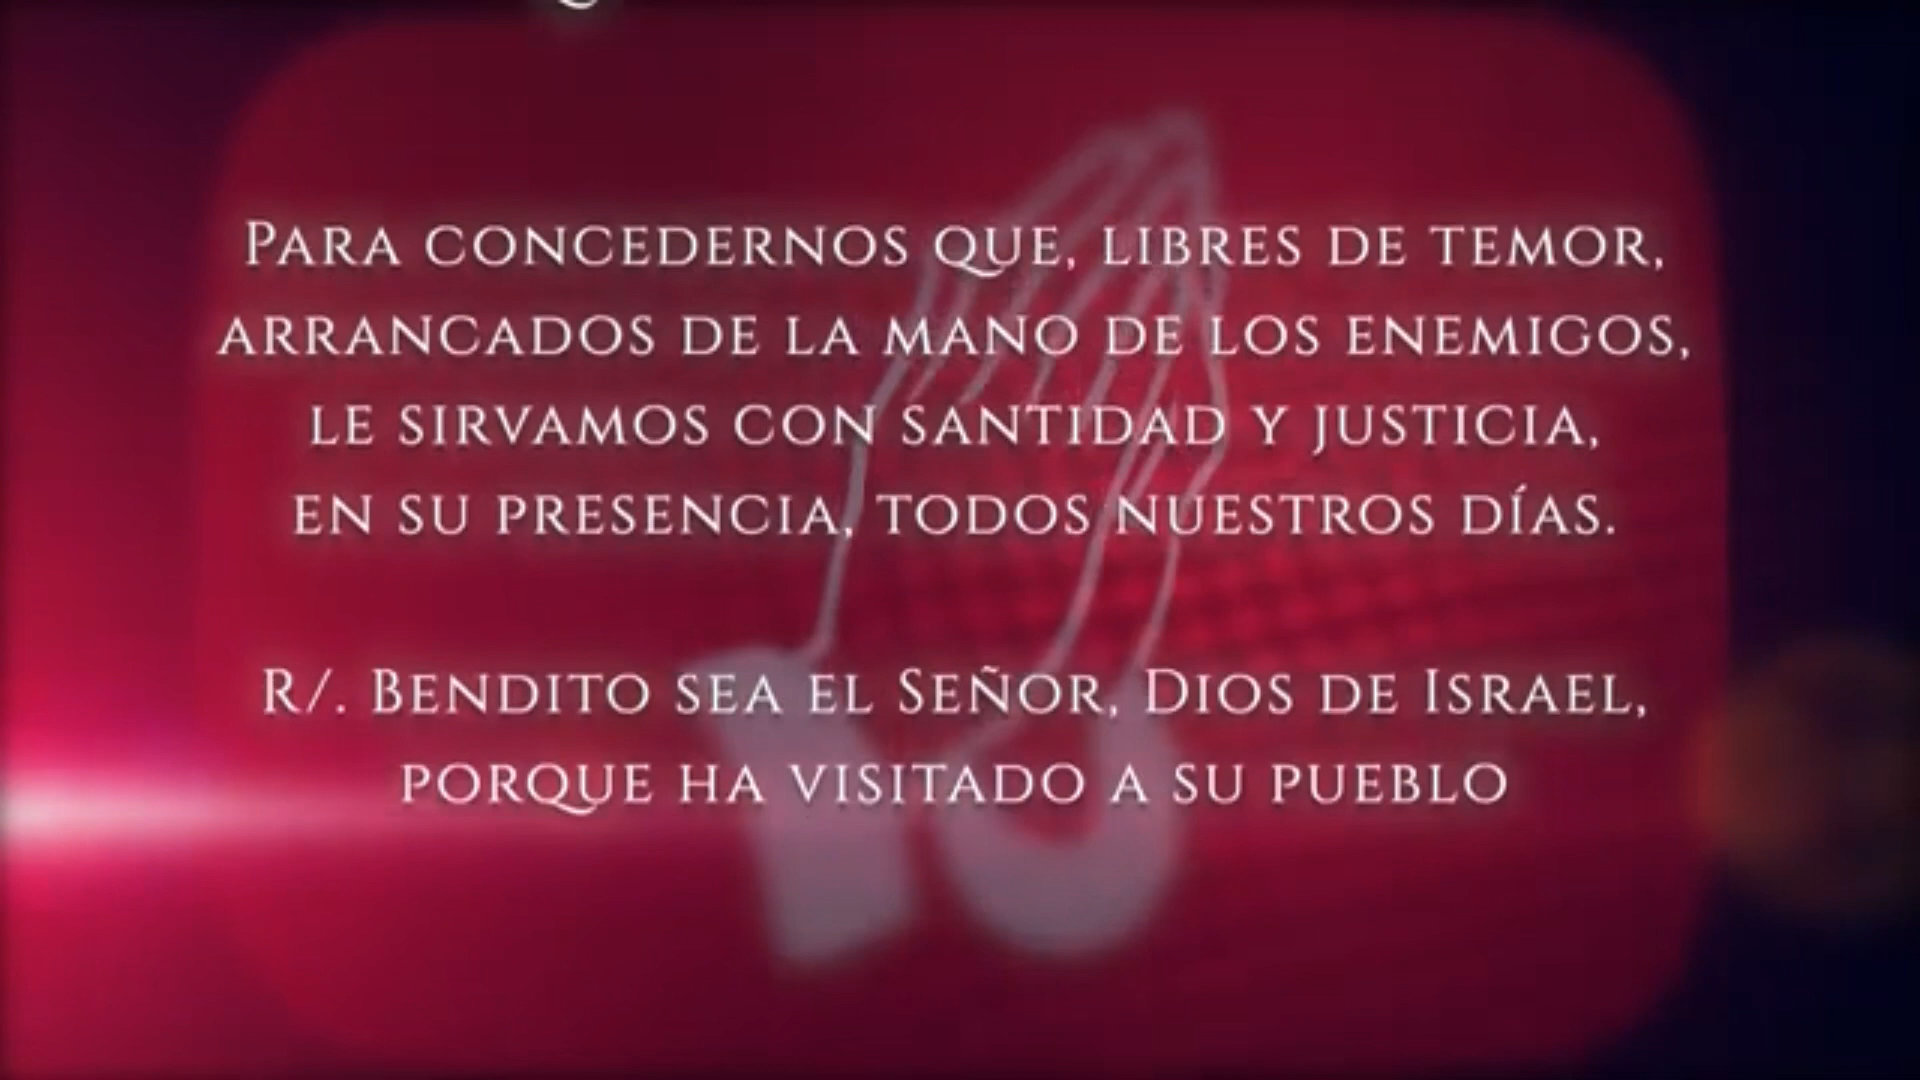 Para concedernos que, libres de temor,
arrancados de la mano de los enemigos,
le sirvamos con santidad y justicia,
en su presencia, todos nuestros días.
R/. Bendito sea el Señor, Dios de Israel,
porque ha visitado a su pueblo